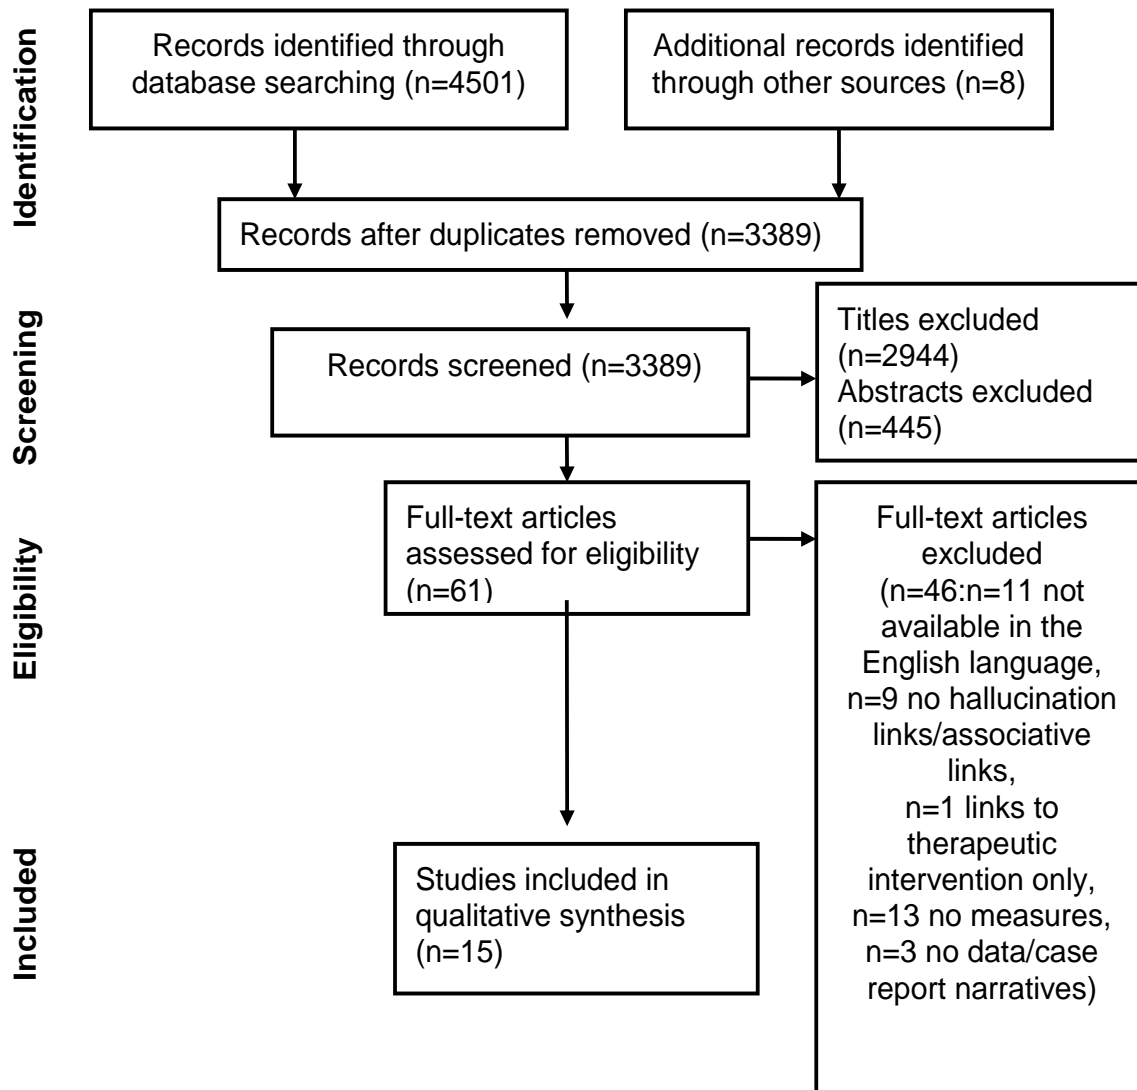 Identification
Records identified through
database searching (n=4501)
Additional records identified
through other sources (n=8)
Records after duplicates removed (n=3389)
Screening
Records screened (n=3389)
Titles excluded
(n=2944)
Abstracts excluded
(n=445)
Eligibility
Full-text articles
assessed for eligibility
(n=61)
Full-text articles
excluded
(n=46:n=11 not
available in the
English language,
n=9 no hallucination
links/associative
links,
n=1 links to
therapeutic
intervention only,
n=13 no measures,
n=3 no data/case
report narratives)
Included
Studies included in
qualitative synthesis
(n=15)